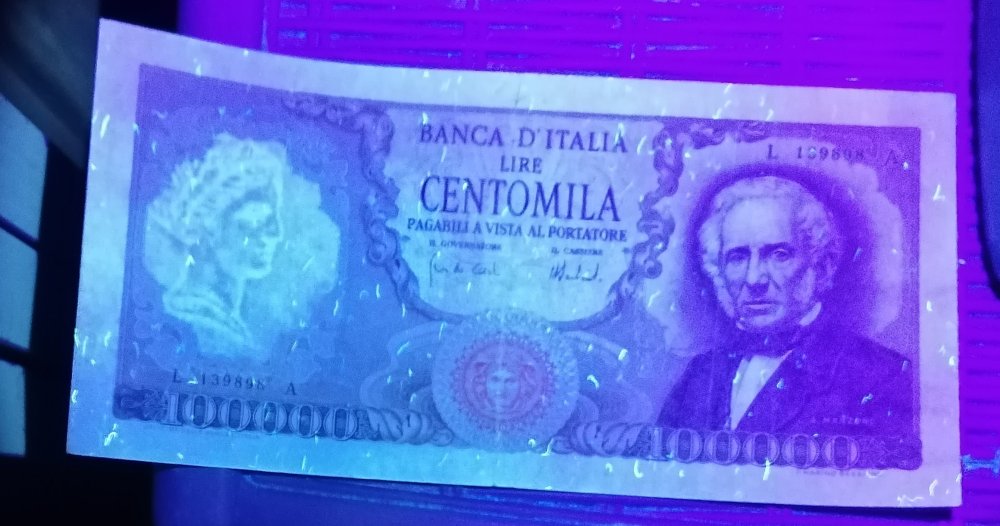 BANCA D'ITALIA
LIRE
CENTOMILA
PAGABILI A VISTA AL PORTATORE
IL GOVERNATORE IL CASSIERE
L 139898 A
L 139898 A
100000
100000